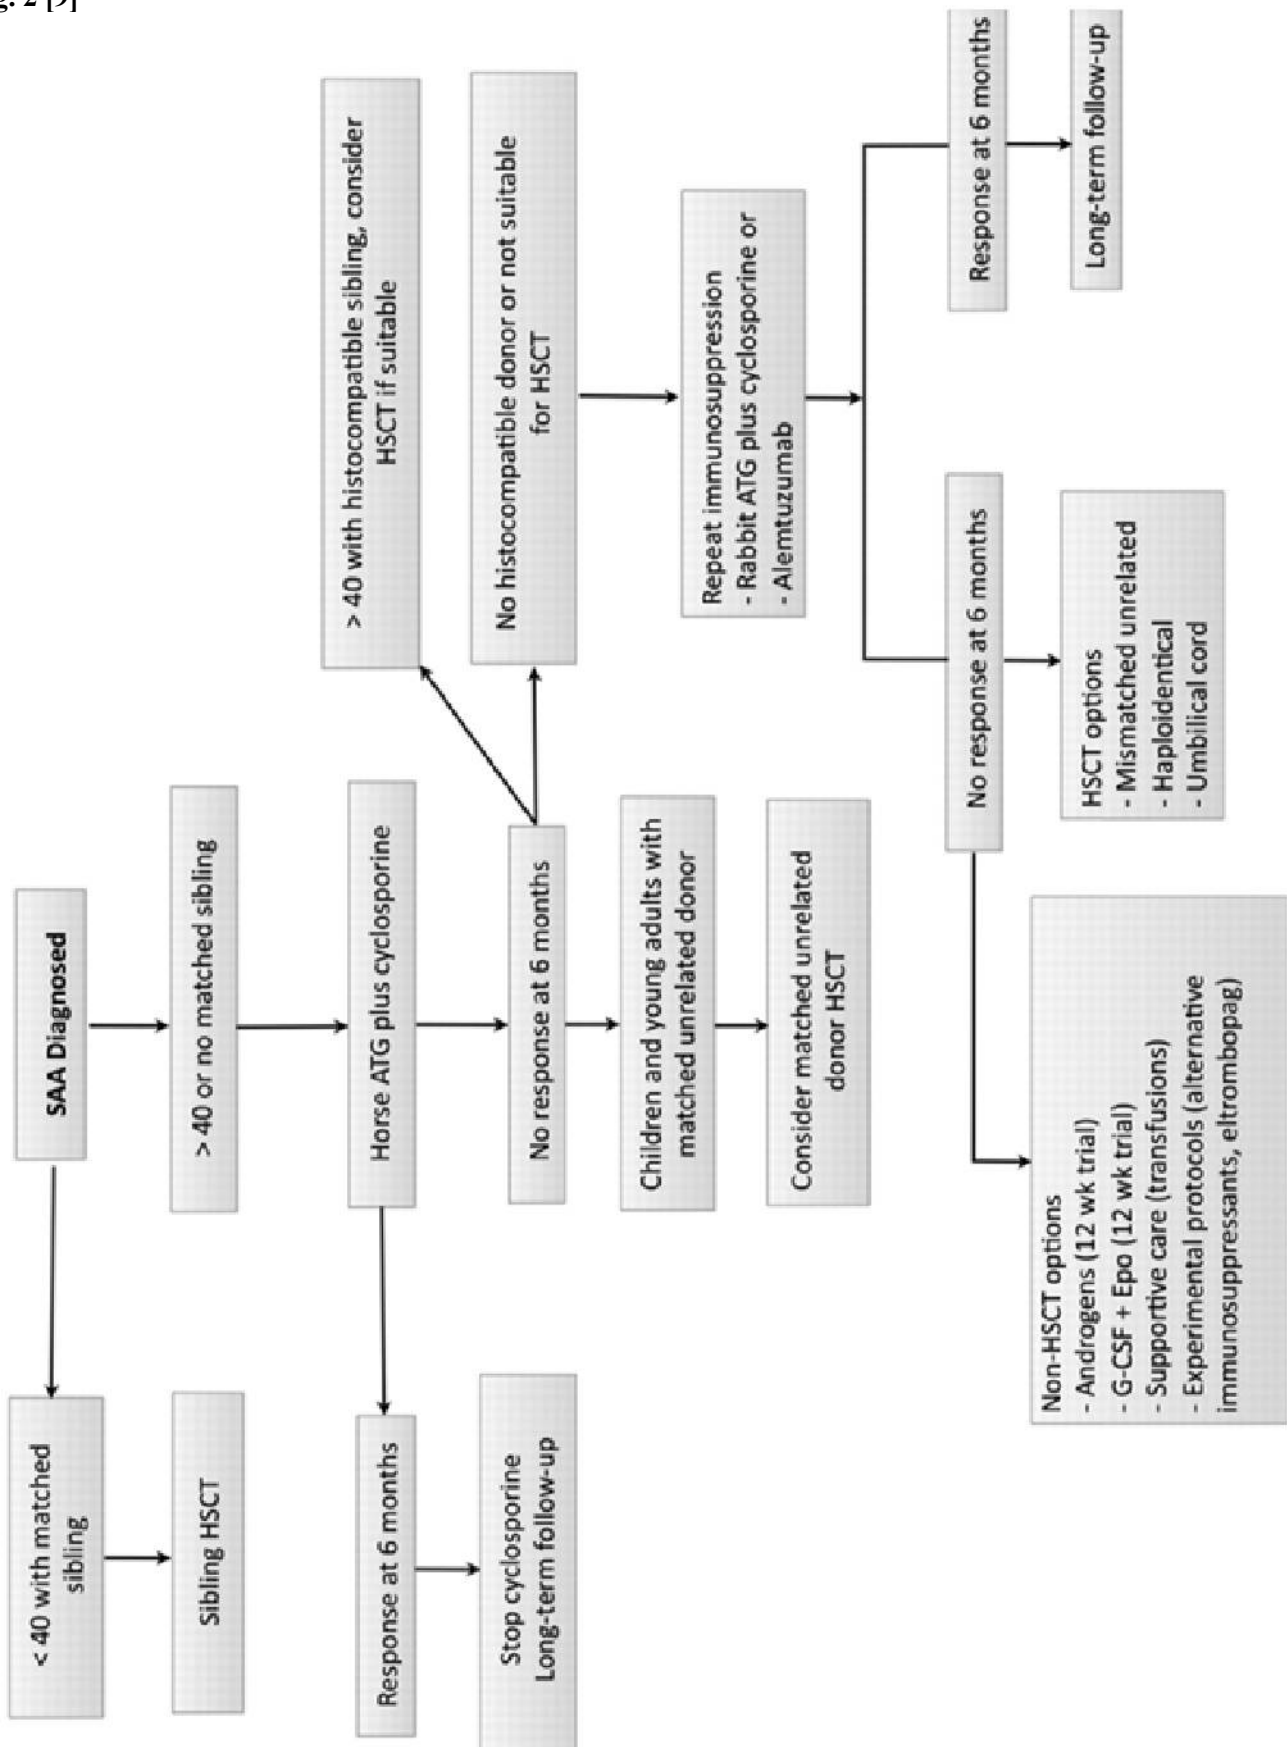 g. 2 [9]
SAA Diagnosed
< 40 with matched
sibling
Sibling HSCT
> 40 or no matched sibling
Horse ATG plus cyclosporine
Response at 6 months
Stop cyclosporine
Long-term follow-up
No response at 6 months
> 40 with histocompatible sibling, consider
HSCT if suitable
No histocompatible donor or not suitable
for HSCT
Children and young adults with
matched unrelated donor
Consider matched unrelated
donor HSCT
Repeat immunosuppression
- Rabbit ATG plus cyclosporine or
- Alemtuzumab
No response at 6 months
Response at 6 months
Long-term follow-up
HSCT options
- Mismatched unrelated
- Haploidentical
- Umbilical cord
Non-HSCT options
- Androgens (12 wk trial)
- G-CSF + Epo (12 wk trial)
- Supportive care (transfusions)
- Experimental protocols (alternative
immunosuppressants, eltrombopag)